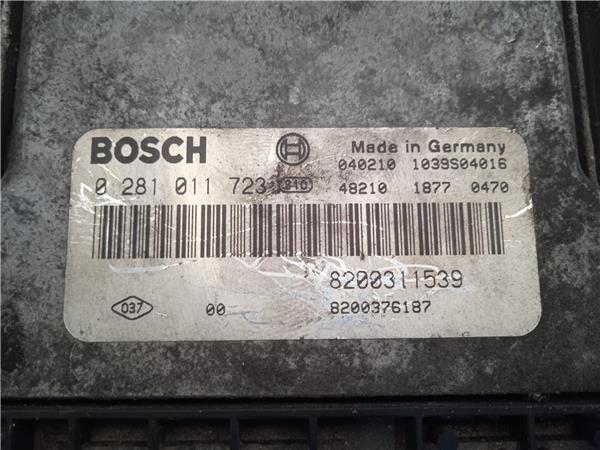 BOSCH
Made in Germany
040210 1039S04016
0 281 011 723
48210 1877 0470
8200311539
037 00 8200376187